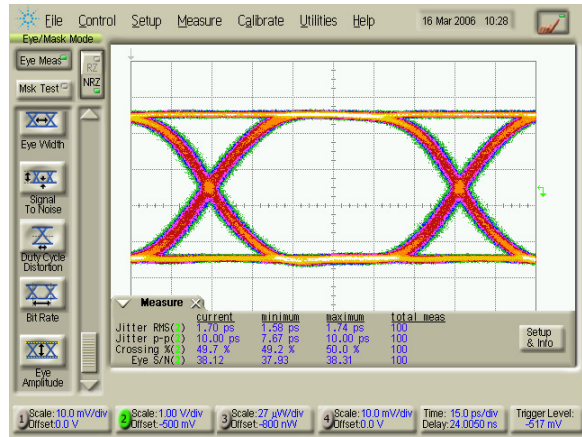 File Control Setup Measure Calibrate Utilities Help 16 Mar 2006 10:28
Eye/Mask Mode
Eye Meas
RZ
NRZ
Msk Test
Eye Width
Signal
To Noise
Duty Cycle
Distortion
Bit Rate
Eye
Amplitude
Measure
current minimum maximum total meas
Jitter RMS(2) 1.70 ps 1.58 ps 1.74 ps 100
Jitter p-p(2) 10.00 ps 7.67 ps 10.00 ps 100
Crossing %(2) 49.7 % 49.2 % 50.0 % 100
Eye S/N(2) 38.12 37.93 38.31 100
Setup
& Info
1 Scale:10.0 mV/div
Offset:0.0 V
2 Scale:1.00 V/div
Offset:-500 mV
3 Scale:27 µW/div
Offset:-800 nW
4 Scale:10.0 mV/div
Offset:0.0 V
Time: 15.0 ps/div
Delay:24.0050 ns
Trigger Level:
-517 mV